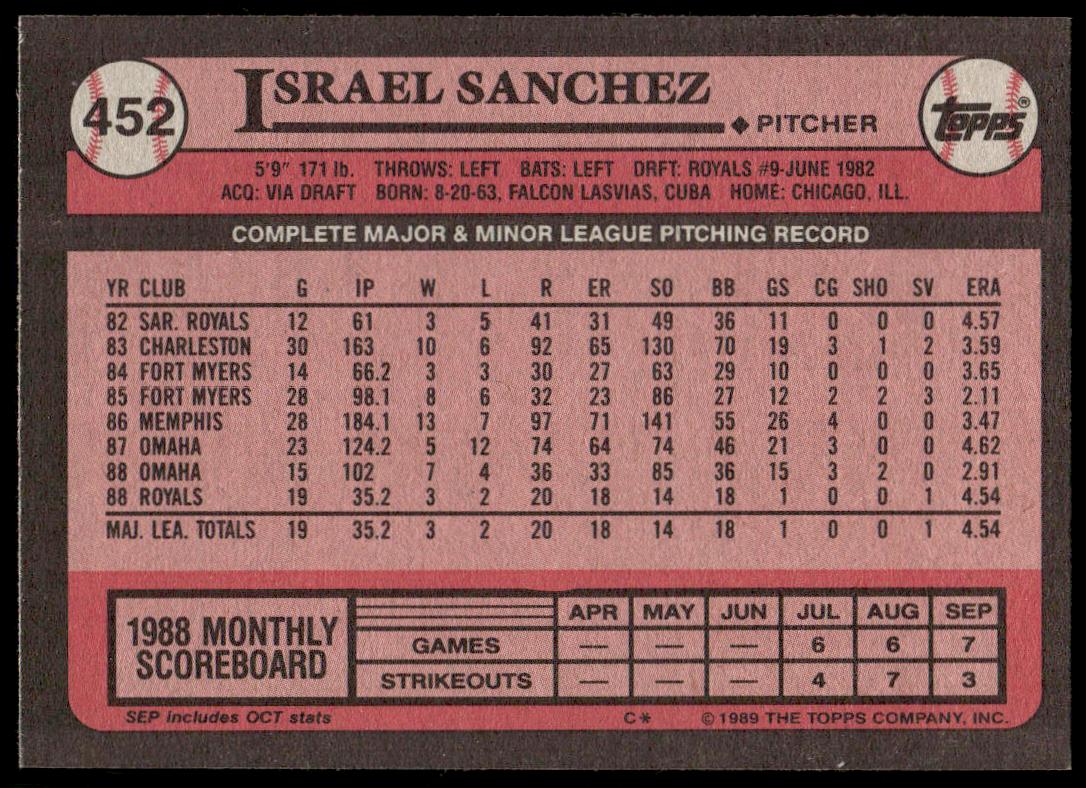 452
ISRAEL SANCHEZ
◆ PITCHER
TOPPS®
5'9" 171 lb. THROWS: LEFT BATS: LEFT DRFT: ROYALS #9-JUNE 1982
ACQ: VIA DRAFT BORN: 8-20-63, FALCON LASVIAS, CUBA HOME: CHICAGO, ILL.
COMPLETE MAJOR & MINOR LEAGUE PITCHING RECORD
YR CLUB G IP W L R ER SO BB GS CG SHO SV ERA
82 SAR. ROYALS 12 61 3 5 41 31 49 36 11 0 0 0 4.57
83 CHARLESTON 30 163 10 6 92 65 130 70 19 3 1 2 3.59
84 FORT MYERS 14 66.2 3 3 30 27 63 29 10 0 0 0 3.65
85 FORT MYERS 28 98.1 8 6 32 23 86 27 12 2 2 3 2.11
86 MEMPHIS 28 184.1 13 7 97 71 141 55 26 4 0 0 3.47
87 OMAHA 23 124.2 5 12 74 64 74 46 21 3 0 0 4.62
88 OMAHA 15 102 7 4 36 33 85 36 15 3 2 0 2.91
88 ROYALS 19 35.2 3 2 20 18 14 18 1 0 0 1 4.54
MAJ. LEA. TOTALS 19 35.2 3 2 20 18 14 18 1 0 0 1 4.54
1988 MONTHLY
SCOREBOARD
APR MAY JUN JUL AUG SEP
GAMES — — — 6 6 7
STRIKEOUTS — — — 4 7 3
SEP includes OCT stats C* © 1989 THE TOPPS COMPANY, INC.